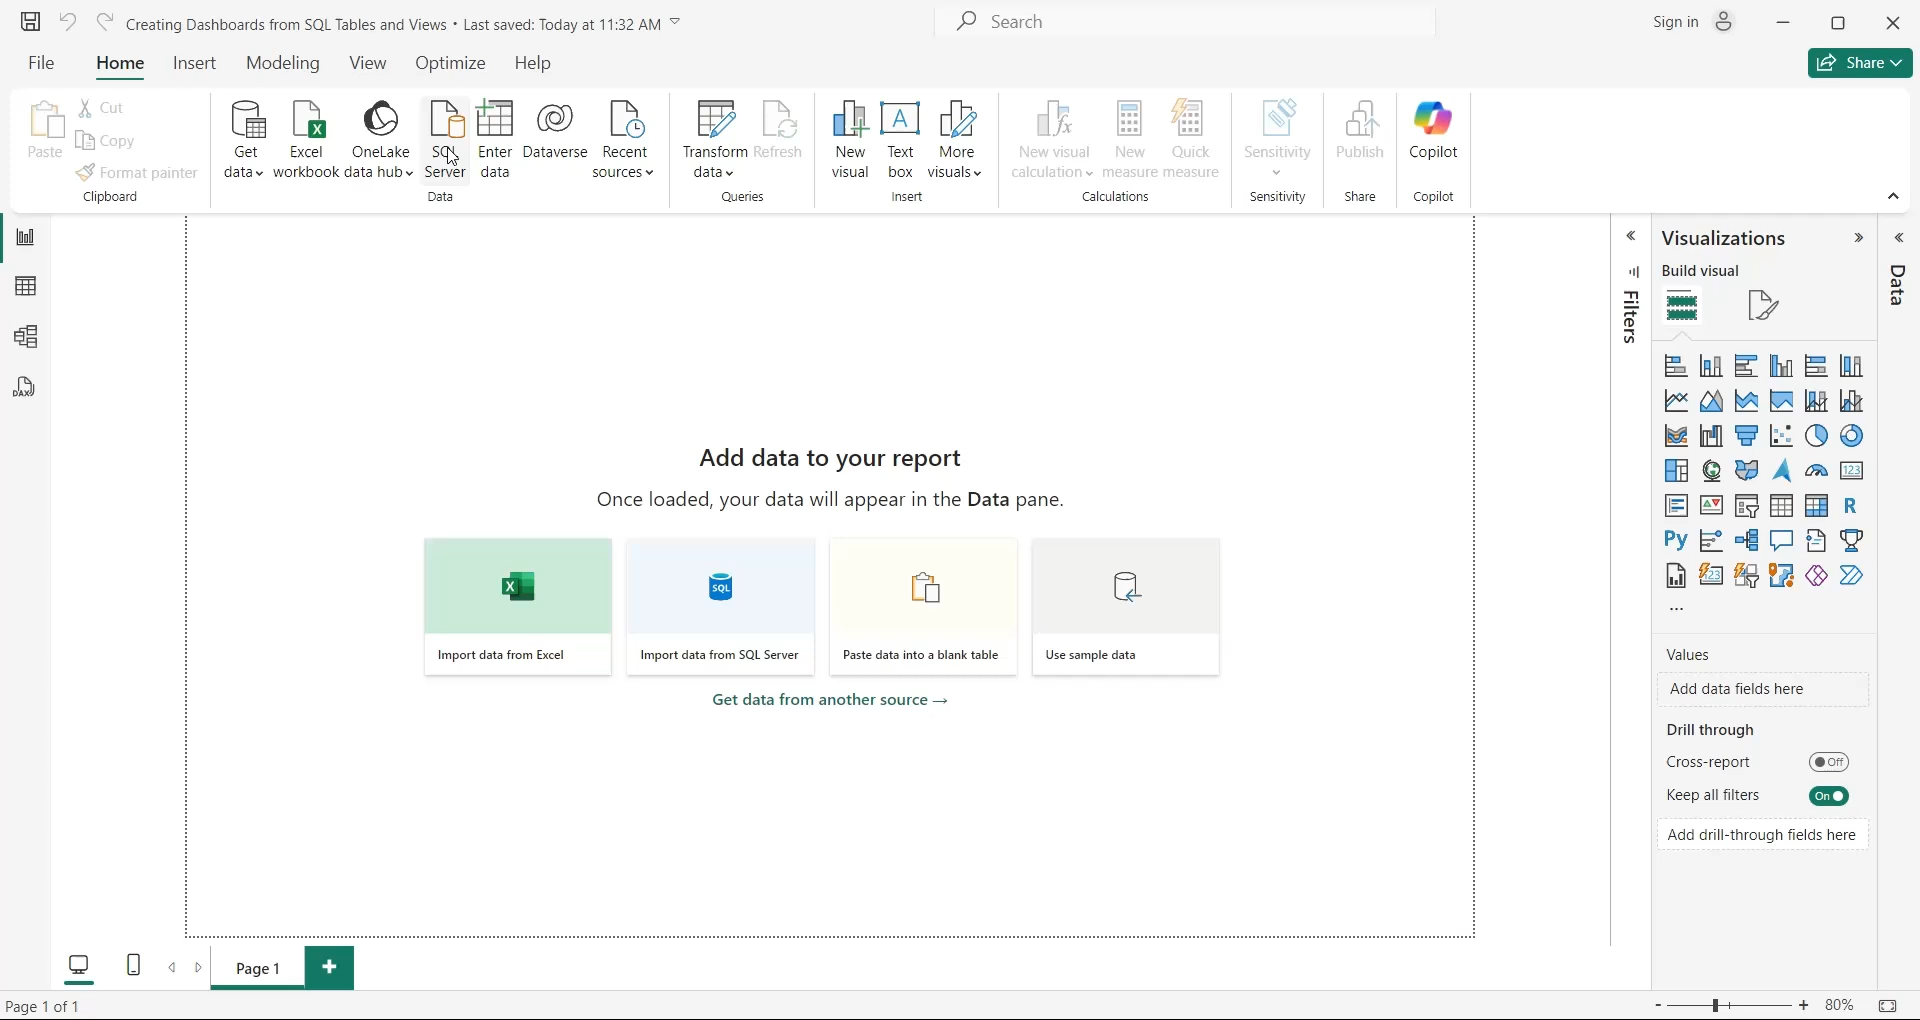 Creating Dashboards from SQL Tables and Views • Last saved: Today at 11:32 AM
Search
Sign in
File
Home
Insert
Modeling
View
Optimize
Help
Share
Paste
Cut
Copy
Format painter
Clipboard
Get
data
Excel
workbook
OneLake
data hub
SQL
Server
Enter
data
Dataverse
Recent
sources
Data
Transform
data
Refresh
Queries
New
visual
A
Text
box
More
visuals
Insert
New visual
calculation
New
measure
Quick
measure
Calculations
Sensitivity
Sensitivity
Publish
Share
Copilot
Copilot
DAX
Add data to your report
Once loaded, your data will appear in the Data pane.
Import data from Excel
SQL
Import data from SQL Server
Paste data into a blank table
Use sample data
Get data from another source →
Filters
Visualizations
Build visual
123
R
Py
123
...
Values
Add data fields here
Drill through
Cross-report
Off
Keep all filters
On
Add drill-through fields here
Data
Page 1
+
Page 1 of 1
- + 80%